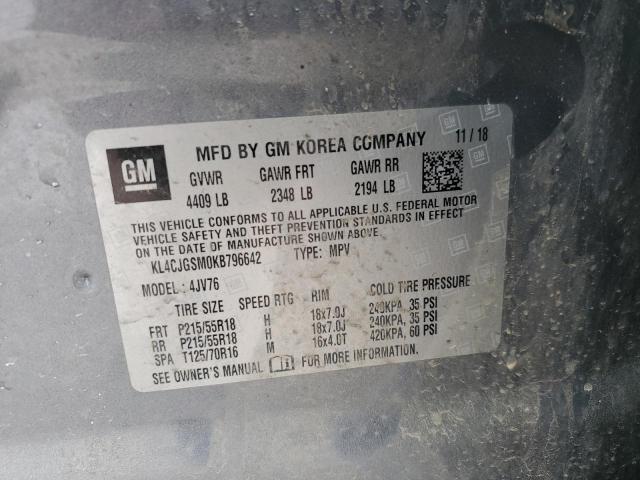 GM
MFD BY GM KOREA COMPANY 11 / 18
GVWR GAWR FRT GAWR RR
4409 LB 2348 LB 2194 LB
THIS VEHICLE CONFORMS TO ALL APPLICABLE U.S. FEDERAL MOTOR
VEHICLE SAFETY AND THEFT PREVENTION STANDARDS IN EFFECT
ON THE DATE OF MANUFACTURE SHOWN ABOVE.
KL4CJGSM0KB796642 TYPE: MPV
MODEL : 4JV76
TIRE SIZE SPEED RTG RIM COLD TIRE PRESSURE
FRT P215/55R18 H 18x7.0J 240KPA, 35 PSI
RR P215/55R18 H 18x7.0J 240KPA, 35 PSI
SPA T125/70R16 M 16x4.0T 420KPA, 60 PSI
SEE OWNER'S MANUAL FOR MORE INFORMATION.